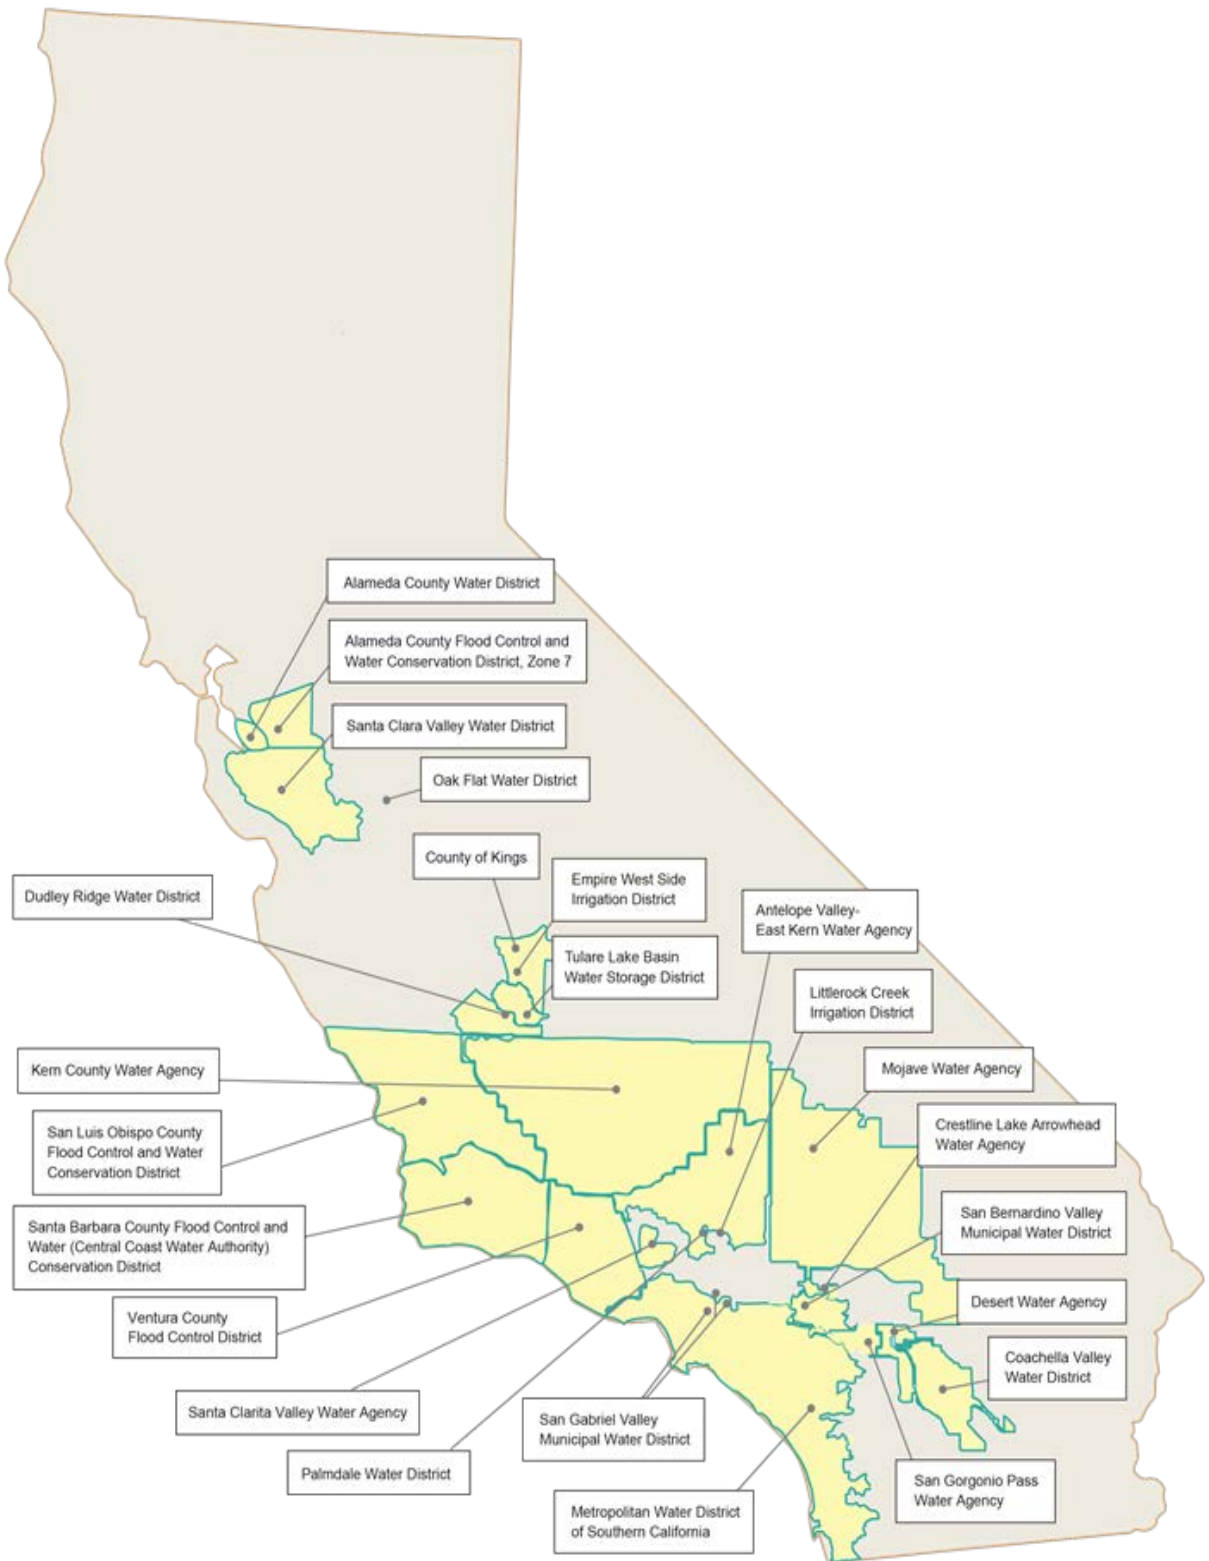 Alameda County Water District
Alameda County Flood Control and
Water Conservation District, Zone 7
Santa Clara Valley Water District
Oak Flat Water District
County of Kings
Empire West Side
Irrigation District
Dudley Ridge Water District
Antelope Valley-
East Kern Water Agency
Tulare Lake Basin
Water Storage District
Littlerock Creek
Irrigation District
Kern County Water Agency
Mojave Water Agency
San Luis Obispo County
Flood Control and Water
Conservation District
Crestline Lake Arrowhead
Water Agency
Santa Barbara County Flood Control and
Water (Central Coast Water Authority)
Conservation District
San Bernardino Valley
Municipal Water District
Ventura County
Flood Control District
Desert Water Agency
Coachella Valley
Water District
Santa Clarita Valley Water Agency
San Gabriel Valley
Municipal Water District
Palmdale Water District
San Gorgonio Pass
Water Agency
Metropolitan Water District
of Southern California